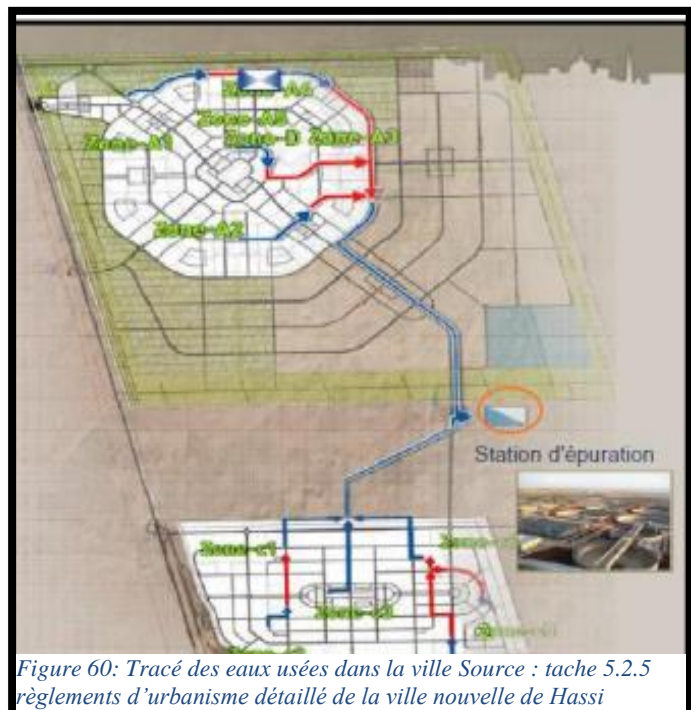 Zone-A4
Zone-A5
Zone-D Zone-A3
Zone-A1
Zone-A2
Station d'épuration
Zone-c1
Figure 60: Tracé des eaux usées dans la ville Source : tache 5.2.5
règlements d'urbanisme détaillé de la ville nouvelle de Hassi